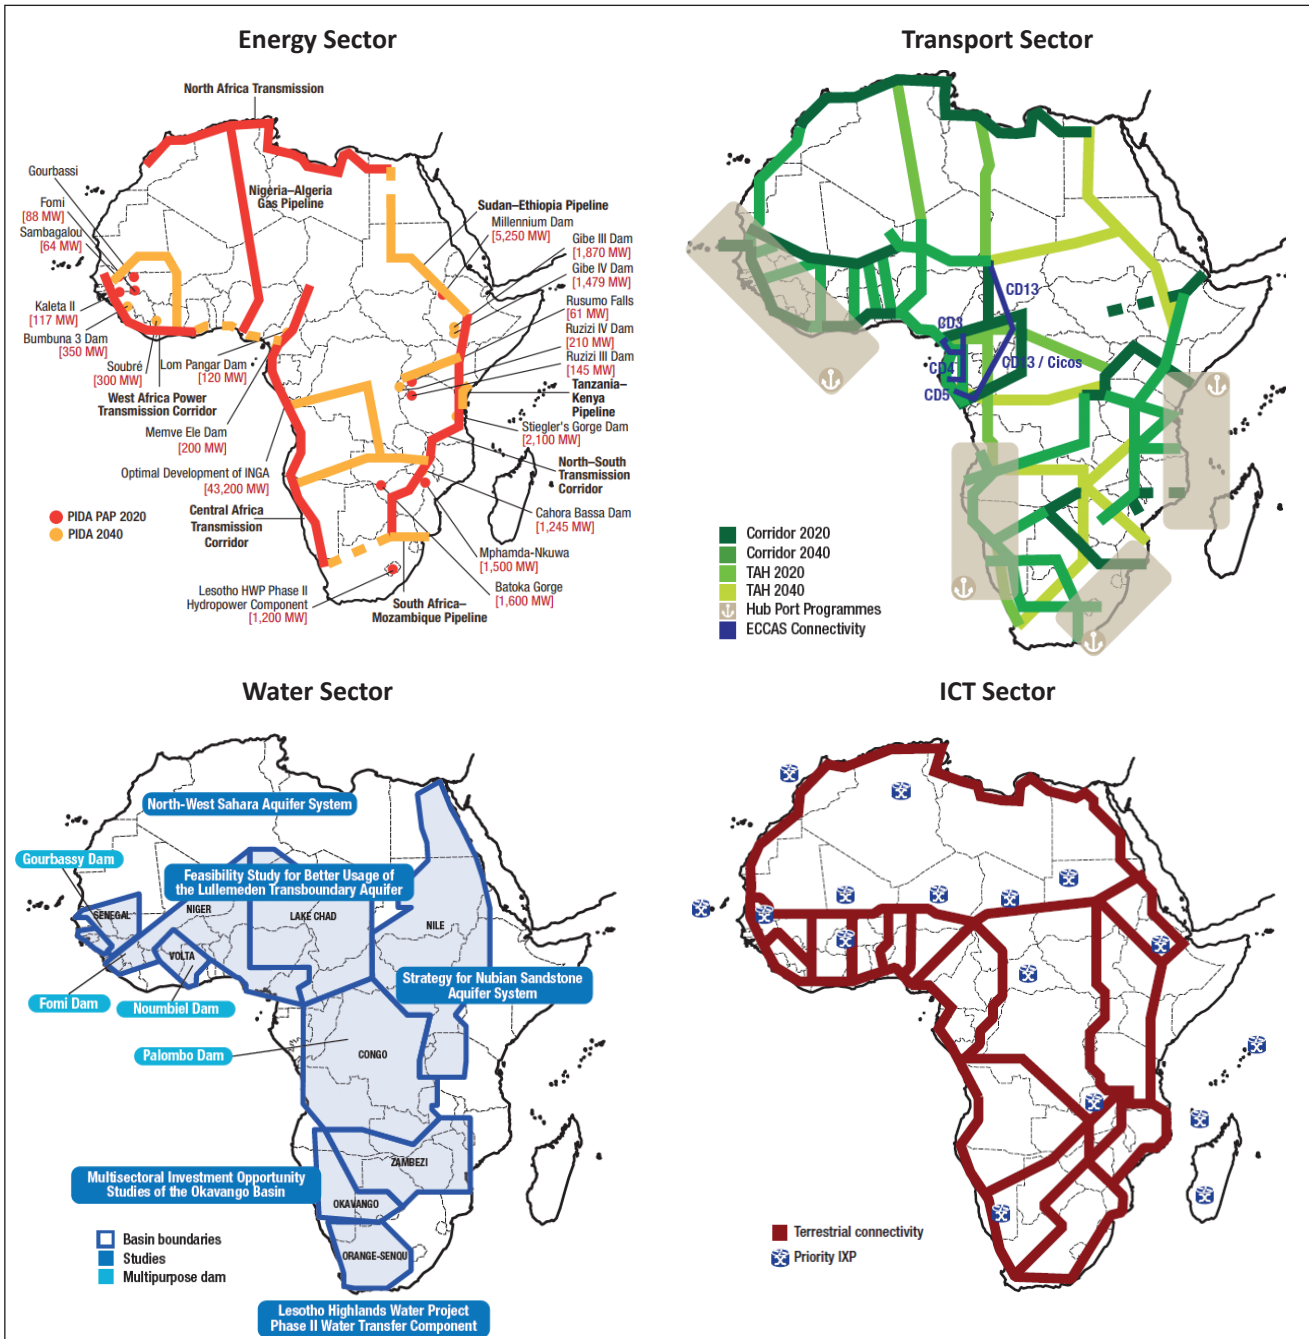 Energy Sector
North Africa Transmission
Gourbassi
Fomi
[88 MW]
Sambagalou
[64 MW]
Nigeria–Algeria
Gas Pipeline
Sudan–Ethiopia Pipeline
Millennium Dam
[5,250 MW]
Gibe III Dam
[1,870 MW]
Gibe IV Dam
[1,479 MW]
Rusumo Falls
[61 MW]
Ruzizi IV Dam
[210 MW]
Ruzizi III Dam
[145 MW]
Tanzania–
Kenya
Pipeline
Stiegler's Gorge Dam
[2,100 MW]
North–South
Transmission
Corridor
Cahora Bassa Dam
[1,245 MW]
Mphamda-Nkuwa
[1,500 MW]
Batoka Gorge
[1,600 MW]
South Africa–
Mozambique Pipeline
Kaleta II
[117 MW]
Bumbuna 3 Dam
[350 MW]
Soubré
[300 MW]
Lom Pangar Dam
[120 MW]
West Africa Power
Transmission Corridor
Memve Ele Dam
[200 MW]
Optimal Development of INGA
[43,200 MW]
Central Africa
Transmission
Corridor
Lesotho HWP Phase II
Hydropower Component
[1,200 MW]
PIDA PAP 2020
PIDA 2040
Transport Sector
CD13
CD3
CD4
CD13 / Cicos
CD5
Corridor 2020
Corridor 2040
TAH 2020
TAH 2040
Hub Port Programmes
ECCAS Connectivity
Water Sector
North-West Sahara Aquifer System
Gourbassy Dam
Feasibility Study for Better Usage of
the Lullemeden Transboundary Aquifer
SENEGAL
NIGER
LAKE CHAD
NILE
VOLTA
Strategy for Nubian Sandstone
Aquifer System
Fomi Dam
Noumbiel Dam
Palombo Dam
CONGO
ZAMBEZI
Multisectoral Investment Opportunity
Studies of the Okavango Basin
OKAVANGO
ORANGE-SENQU
Basin boundaries
Studies
Multipurpose dam
Lesotho Highlands Water Project
Phase II Water Transfer Component
ICT Sector
Terrestrial connectivity
Priority IXP